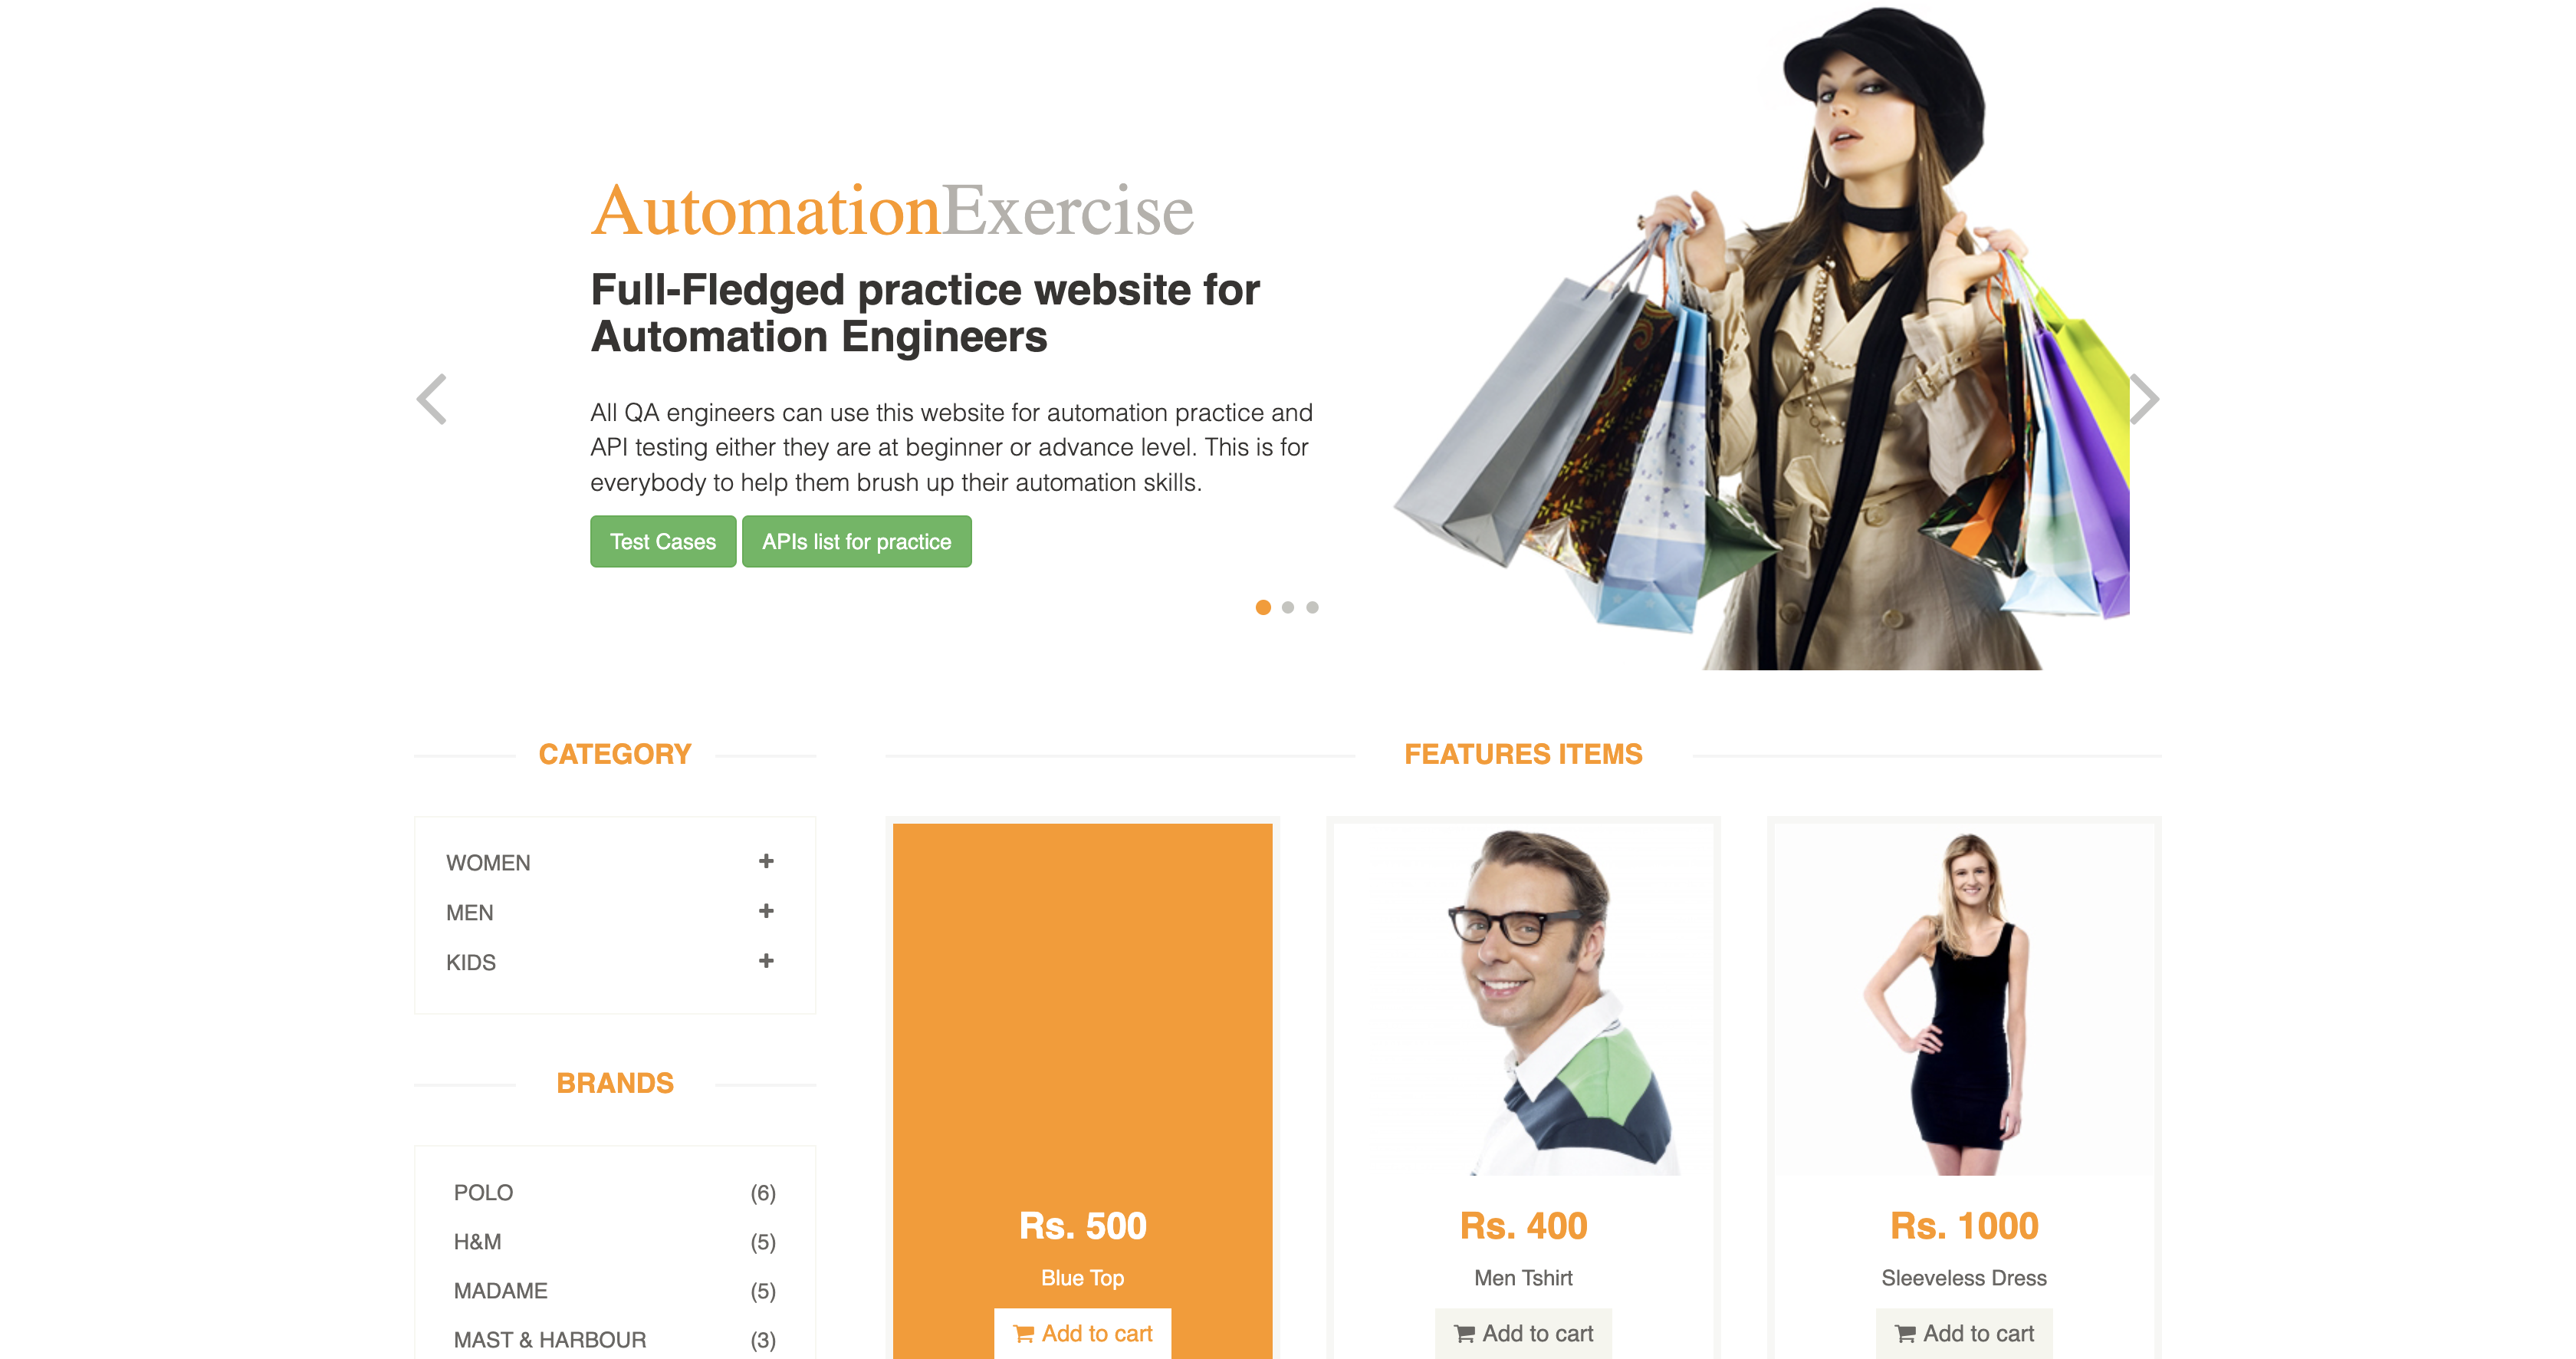 AutomationExercise
Full-Fledged practice website for
Automation Engineers
All QA engineers can use this website for automation practice and
API testing either they are at beginner or advance level. This is for
everybody to help them brush up their automation skills.
Test Cases
APIs list for practice
CATEGORY
WOMEN
MEN
KIDS
BRANDS
POLO (6)
H&M (5)
MADAME (5)
MAST & HARBOUR (3)
FEATURES ITEMS
Rs. 500
Blue Top
Add to cart
Rs. 400
Men Tshirt
Add to cart
Rs. 1000
Sleeveless Dress
Add to cart